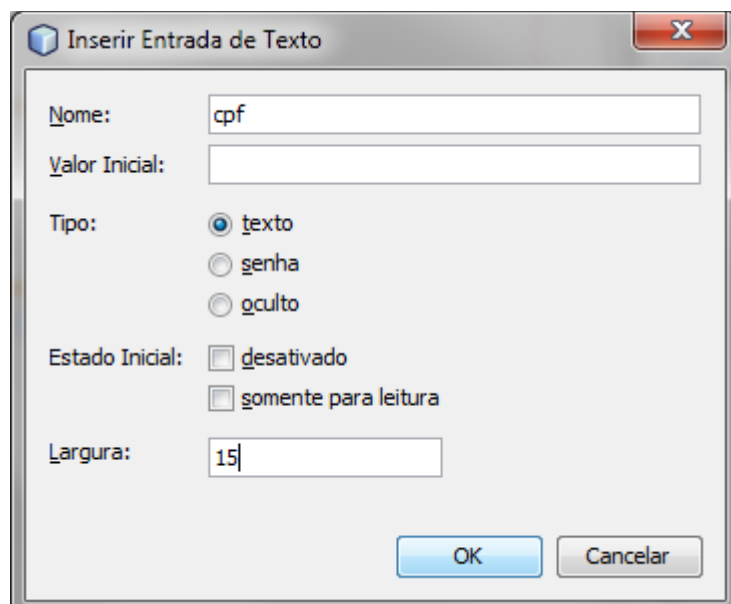 Inserir Entrada de Texto
Nome: cpf
Valor Inicial:
Tipo: texto
senha
oculto
Estado Inicial: desativado
somente para leitura
Largura: 15
OK Cancelar